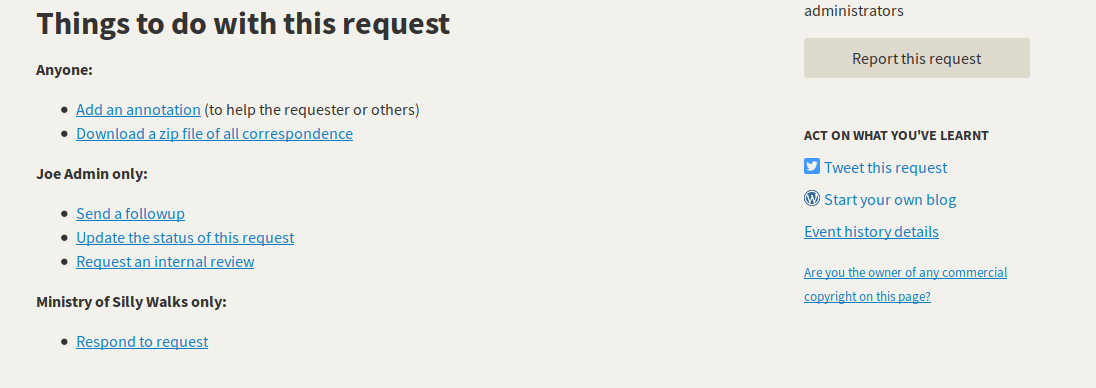 Things to do with this request
Anyone:
Add an annotation (to help the requester or others)
Download a zip file of all correspondence
Joe Admin only:
Send a followup
Update the status of this request
Request an internal review
Ministry of Silly Walks only:
Respond to request
administrators
Report this request
ACT ON WHAT YOU'VE LEARNT
Tweet this request
Start your own blog
Event history details
Are you the owner of any commercial
copyright on this page?